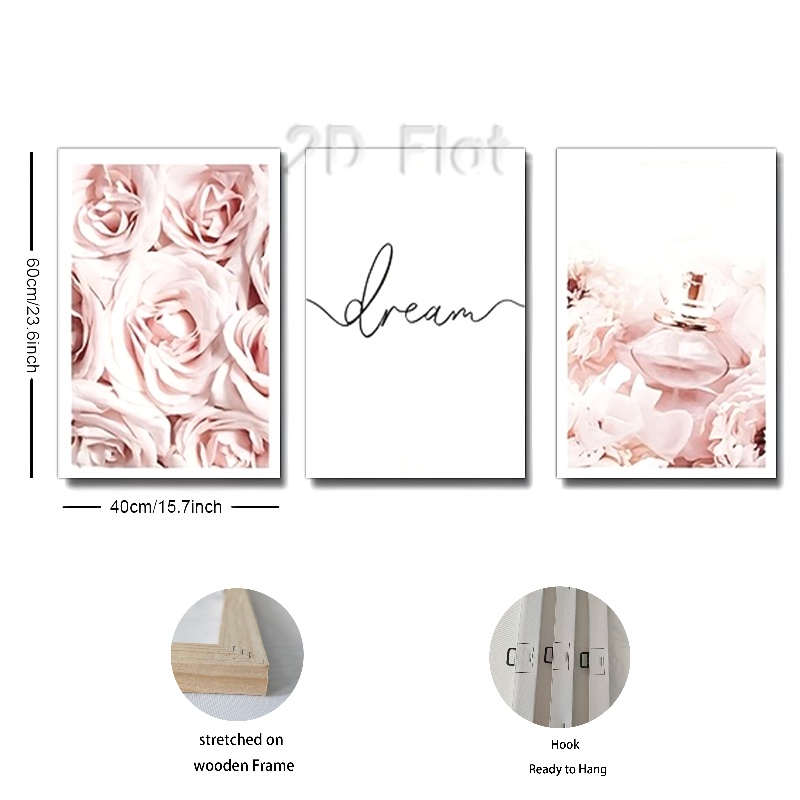 2D Flat
60cm/23.6inch
dream
40cm/15.7inch
stretched on
wooden Frame
Hook
Ready to Hang